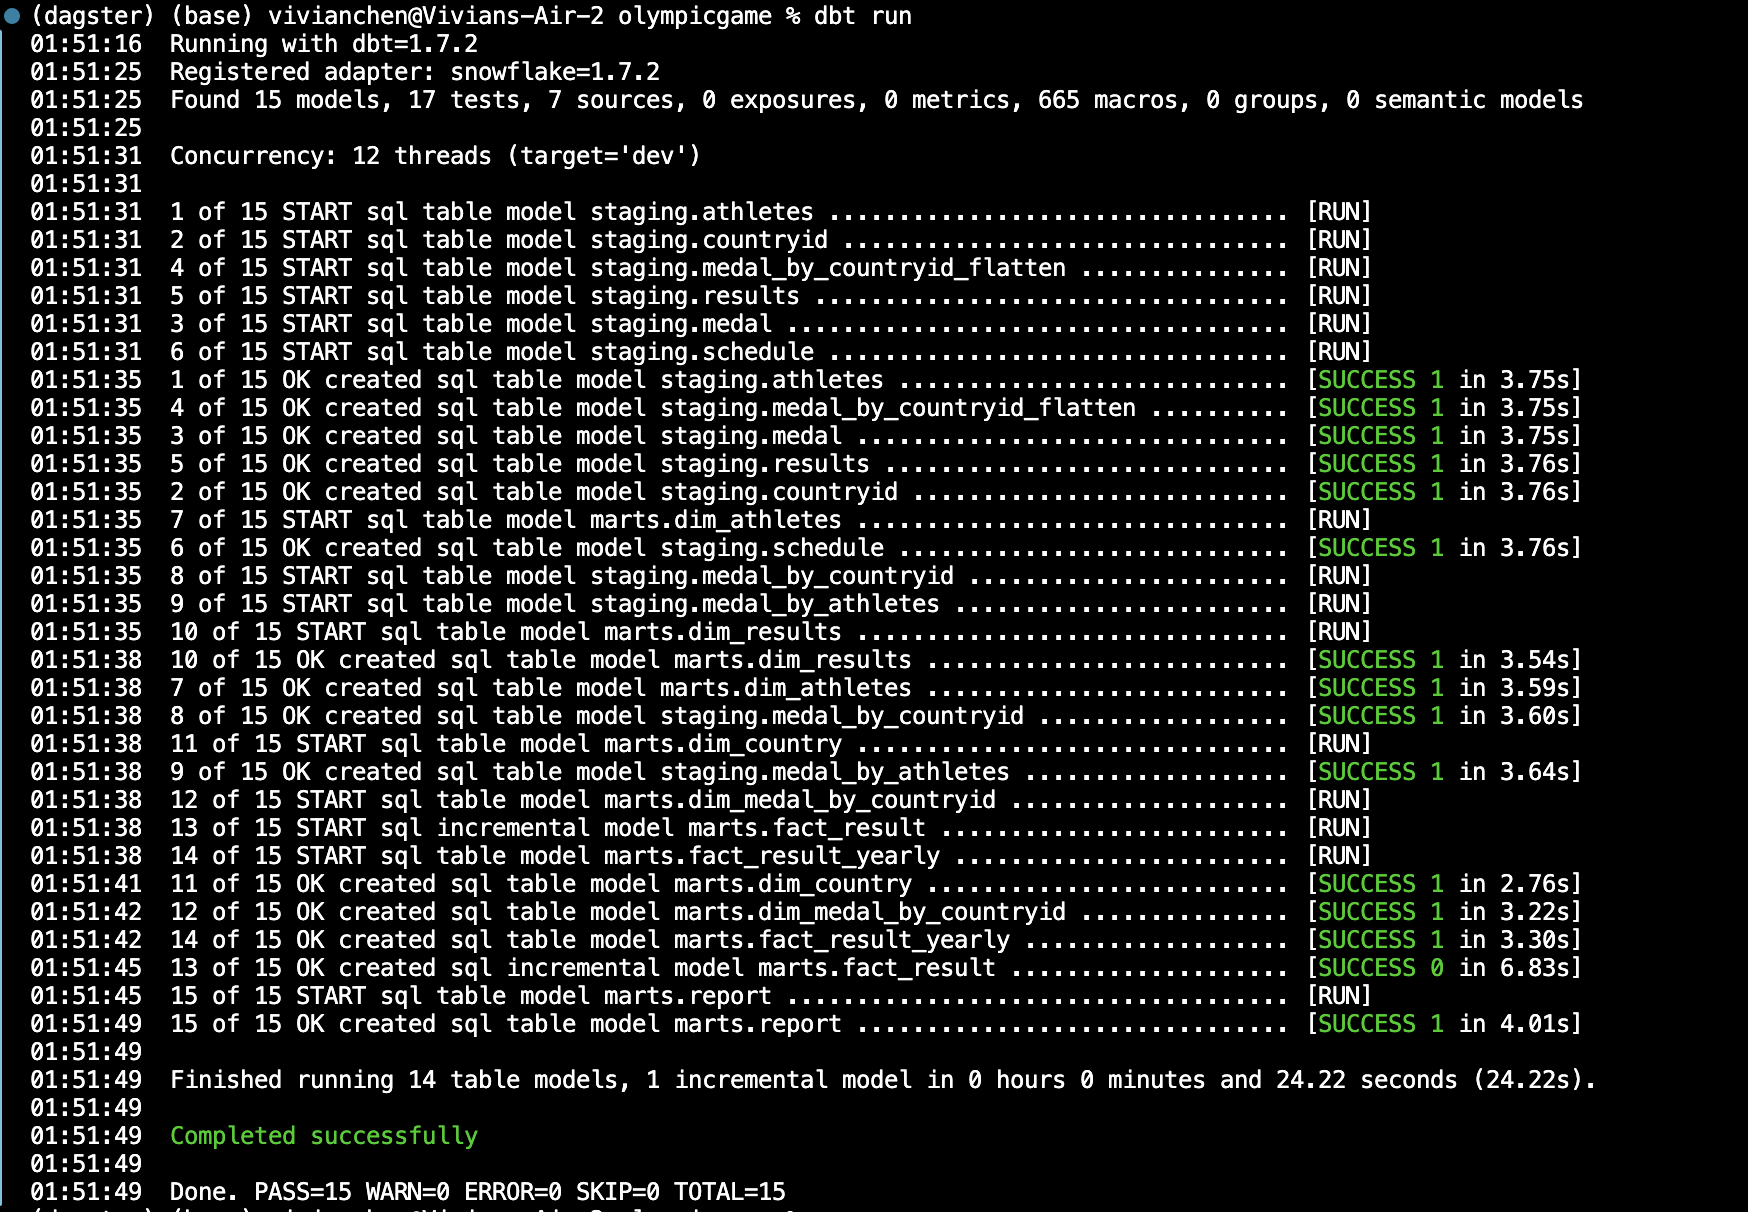 (dagster) (base) vivianchen@Vivians-Air-2 olympicgame % dbt run
01:51:16  Running with dbt=1.7.2
01:51:25  Registered adapter: snowflake=1.7.2
01:51:25  Found 15 models, 17 tests, 7 sources, 0 exposures, 0 metrics, 665 macros, 0 groups, 0 semantic models
01:51:25
01:51:31  Concurrency: 12 threads (target='dev')
01:51:31
01:51:31  1 of 15 START sql table model staging.athletes ................................. [RUN]
01:51:31  2 of 15 START sql table model staging.countryid ................................ [RUN]
01:51:31  4 of 15 START sql table model staging.medal_by_countryid_flatten ............... [RUN]
01:51:31  5 of 15 START sql table model staging.results .................................. [RUN]
01:51:31  3 of 15 START sql table model staging.medal .................................... [RUN]
01:51:31  6 of 15 START sql table model staging.schedule ................................. [RUN]
01:51:35  1 of 15 OK created sql table model staging.athletes ............................ [SUCCESS 1 in 3.75s]
01:51:35  4 of 15 OK created sql table model staging.medal_by_countryid_flatten .......... [SUCCESS 1 in 3.75s]
01:51:35  3 of 15 OK created sql table model staging.medal ............................... [SUCCESS 1 in 3.75s]
01:51:35  5 of 15 OK created sql table model staging.results ............................. [SUCCESS 1 in 3.76s]
01:51:35  2 of 15 OK created sql table model staging.countryid ........................... [SUCCESS 1 in 3.76s]
01:51:35  7 of 15 START sql table model marts.dim_athletes ............................... [RUN]
01:51:35  6 of 15 OK created sql table model staging.schedule ............................ [SUCCESS 1 in 3.76s]
01:51:35  8 of 15 START sql table model staging.medal_by_countryid ....................... [RUN]
01:51:35  9 of 15 START sql table model staging.medal_by_athletes ........................ [RUN]
01:51:35  10 of 15 START sql table model marts.dim_results ............................... [RUN]
01:51:38  10 of 15 OK created sql table model marts.dim_results .......................... [SUCCESS 1 in 3.54s]
01:51:38  7 of 15 OK created sql table model marts.dim_athletes .......................... [SUCCESS 1 in 3.59s]
01:51:38  8 of 15 OK created sql table model staging.medal_by_countryid .................. [SUCCESS 1 in 3.60s]
01:51:38  11 of 15 START sql table model marts.dim_country ............................... [RUN]
01:51:38  9 of 15 OK created sql table model staging.medal_by_athletes ................... [SUCCESS 1 in 3.64s]
01:51:38  12 of 15 START sql table model marts.dim_medal_by_countryid .................... [RUN]
01:51:38  13 of 15 START sql incremental model marts.fact_result ......................... [RUN]
01:51:38  14 of 15 START sql table model marts.fact_result_yearly ........................ [RUN]
01:51:41  11 of 15 OK created sql table model marts.dim_country .......................... [SUCCESS 1 in 2.76s]
01:51:42  12 of 15 OK created sql table model marts.dim_medal_by_countryid ............... [SUCCESS 1 in 3.22s]
01:51:42  14 of 15 OK created sql table model marts.fact_result_yearly ................... [SUCCESS 1 in 3.30s]
01:51:45  13 of 15 OK created sql incremental model marts.fact_result .................... [SUCCESS 0 in 6.83s]
01:51:45  15 of 15 START sql table model marts.report .................................... [RUN]
01:51:49  15 of 15 OK created sql table model marts.report ............................... [SUCCESS 1 in 4.01s]
01:51:49
01:51:49  Finished running 14 table models, 1 incremental model in 0 hours 0 minutes and 24.22 seconds (24.22s).
01:51:49
01:51:49  Completed successfully
01:51:49
01:51:49  Done. PASS=15 WARN=0 ERROR=0 SKIP=0 TOTAL=15